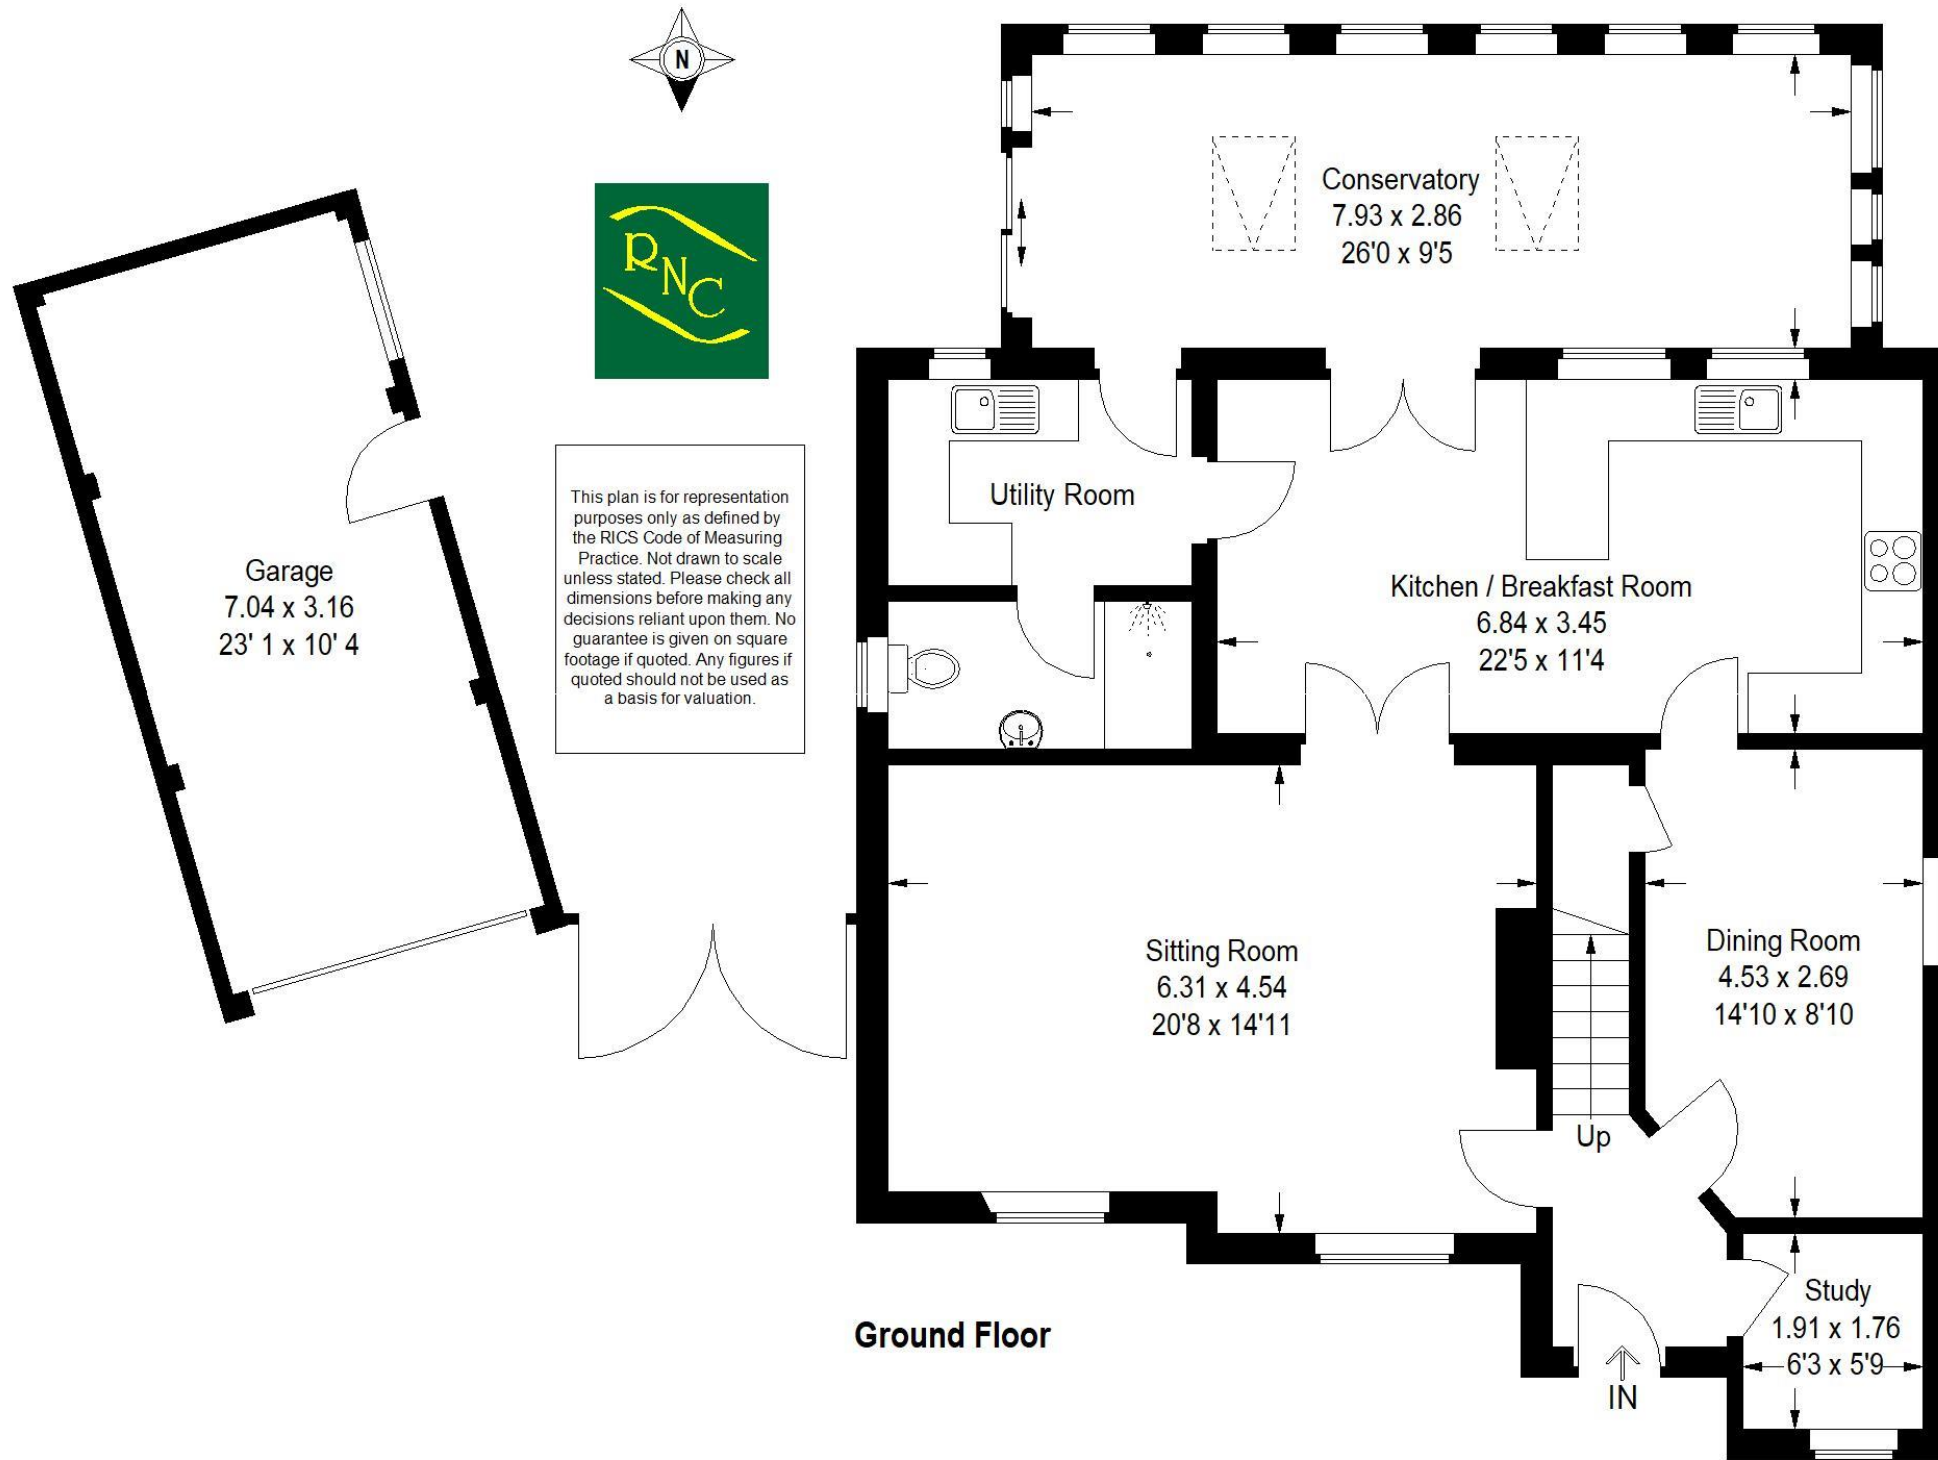 N
RNC
Conservatory
7.93 x 2.86
26'0 x 9'5
Garage
7.04 x 3.16
23' 1 x 10' 4
This plan is for representation
purposes only as defined by
the RICS Code of Measuring
Practice. Not drawn to scale
unless stated. Please check all
dimensions before making any
decisions reliant upon them. No
guarantee is given on square
footage if quoted. Any figures if
quoted should not be used as
a basis for valuation.
Utility Room
Kitchen / Breakfast Room
6.84 x 3.45
22'5 x 11'4
Sitting Room
6.31 x 4.54
20'8 x 14'11
Dining Room
4.53 x 2.69
14'10 x 8'10
Up
Study
1.91 x 1.76
6'3 x 5'9
IN
Ground Floor